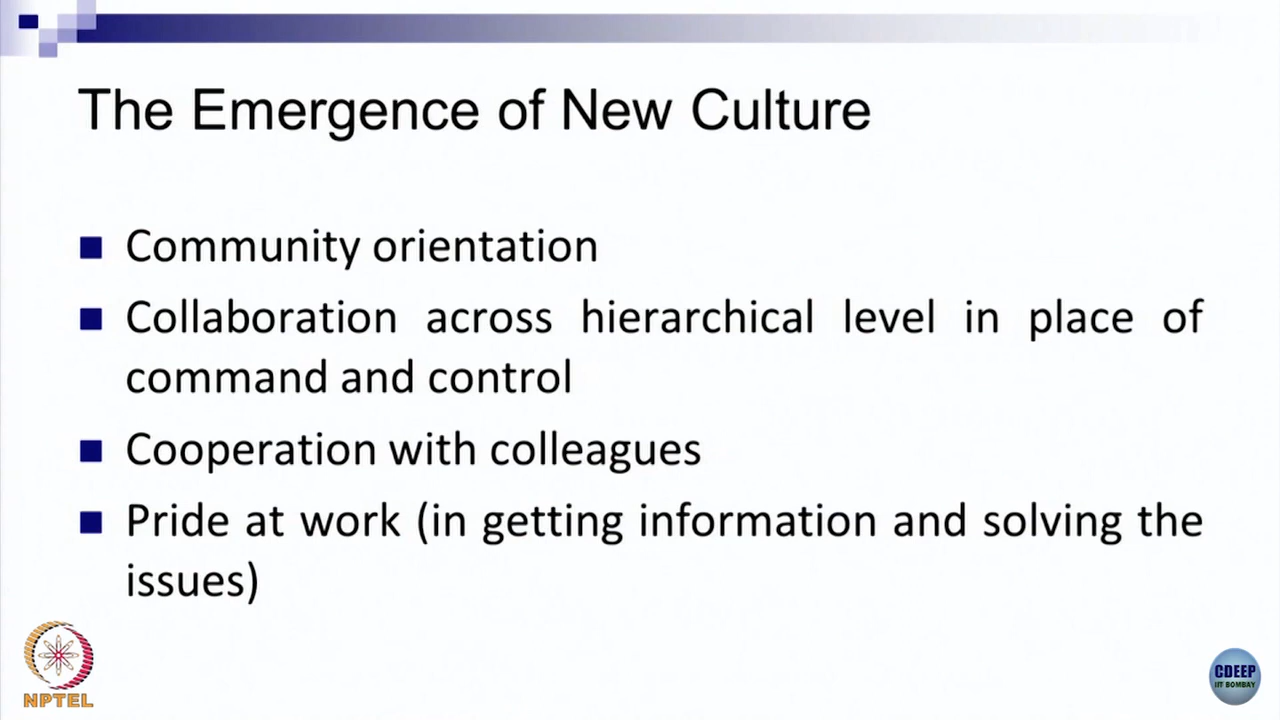 The Emergence of New Culture
Community orientation
Collaboration across hierarchical level in place of
command and control
Cooperation with colleagues
Pride at work (in getting information and solving the
issues)
NPTEL
CDEEP
IIT BOMBAY